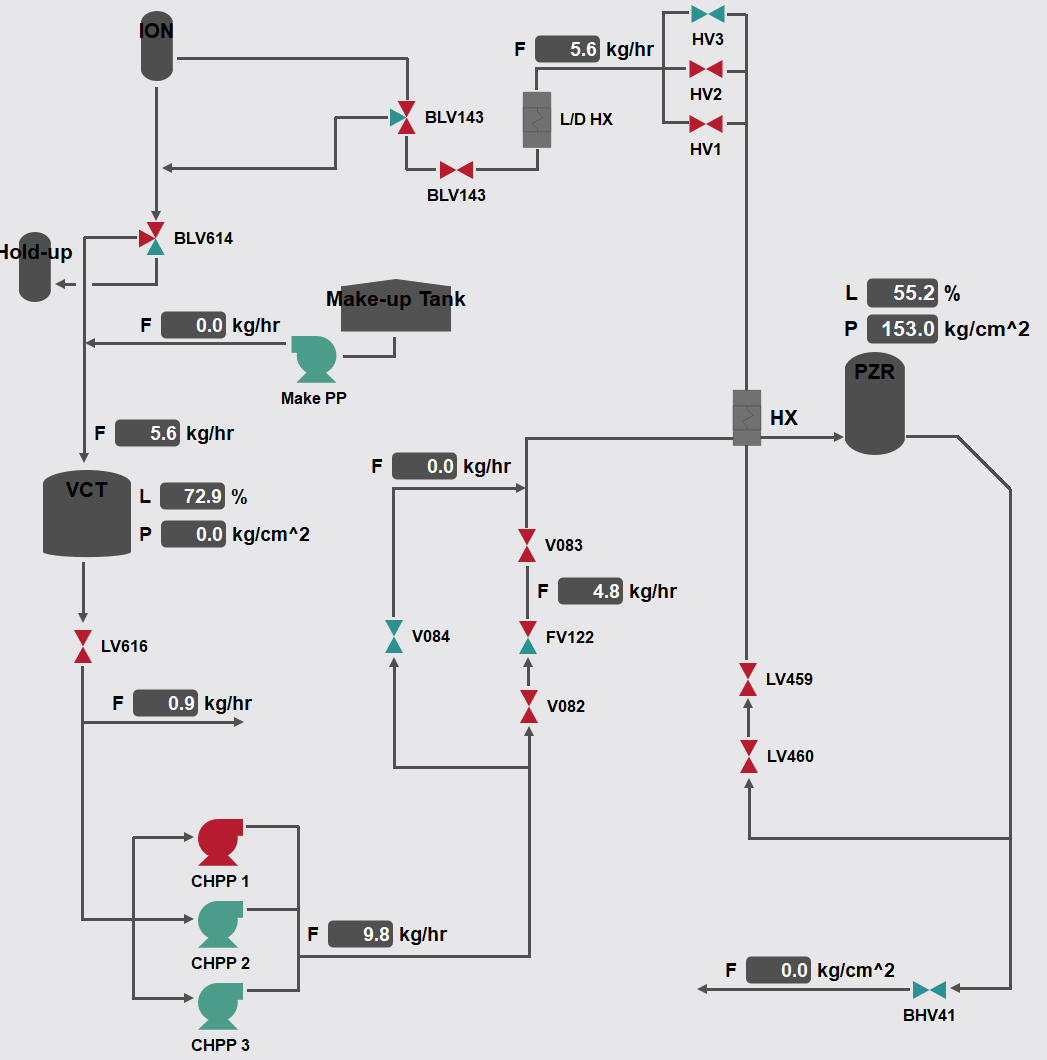 ION
HV3
F 5.6 kg/hr
HV2
BLV143
L/D HX
HV1
BLV143
BLV614
Hold-up
L 55.2 %
Make-up Tank
F 0.0 kg/hr
P 153.0 kg/cm^2
PZR
Make PP
HX
F 5.6 kg/hr
F 0.0 kg/hr
VCT
L 72.9 %
P 0.0 kg/cm^2
V083
F 4.8 kg/hr
V084
FV122
LV616
LV459
F 0.9 kg/hr
V082
LV460
CHPP 1
F 9.8 kg/hr
CHPP 2
F 0.0 kg/cm^2
BHV41
CHPP 3